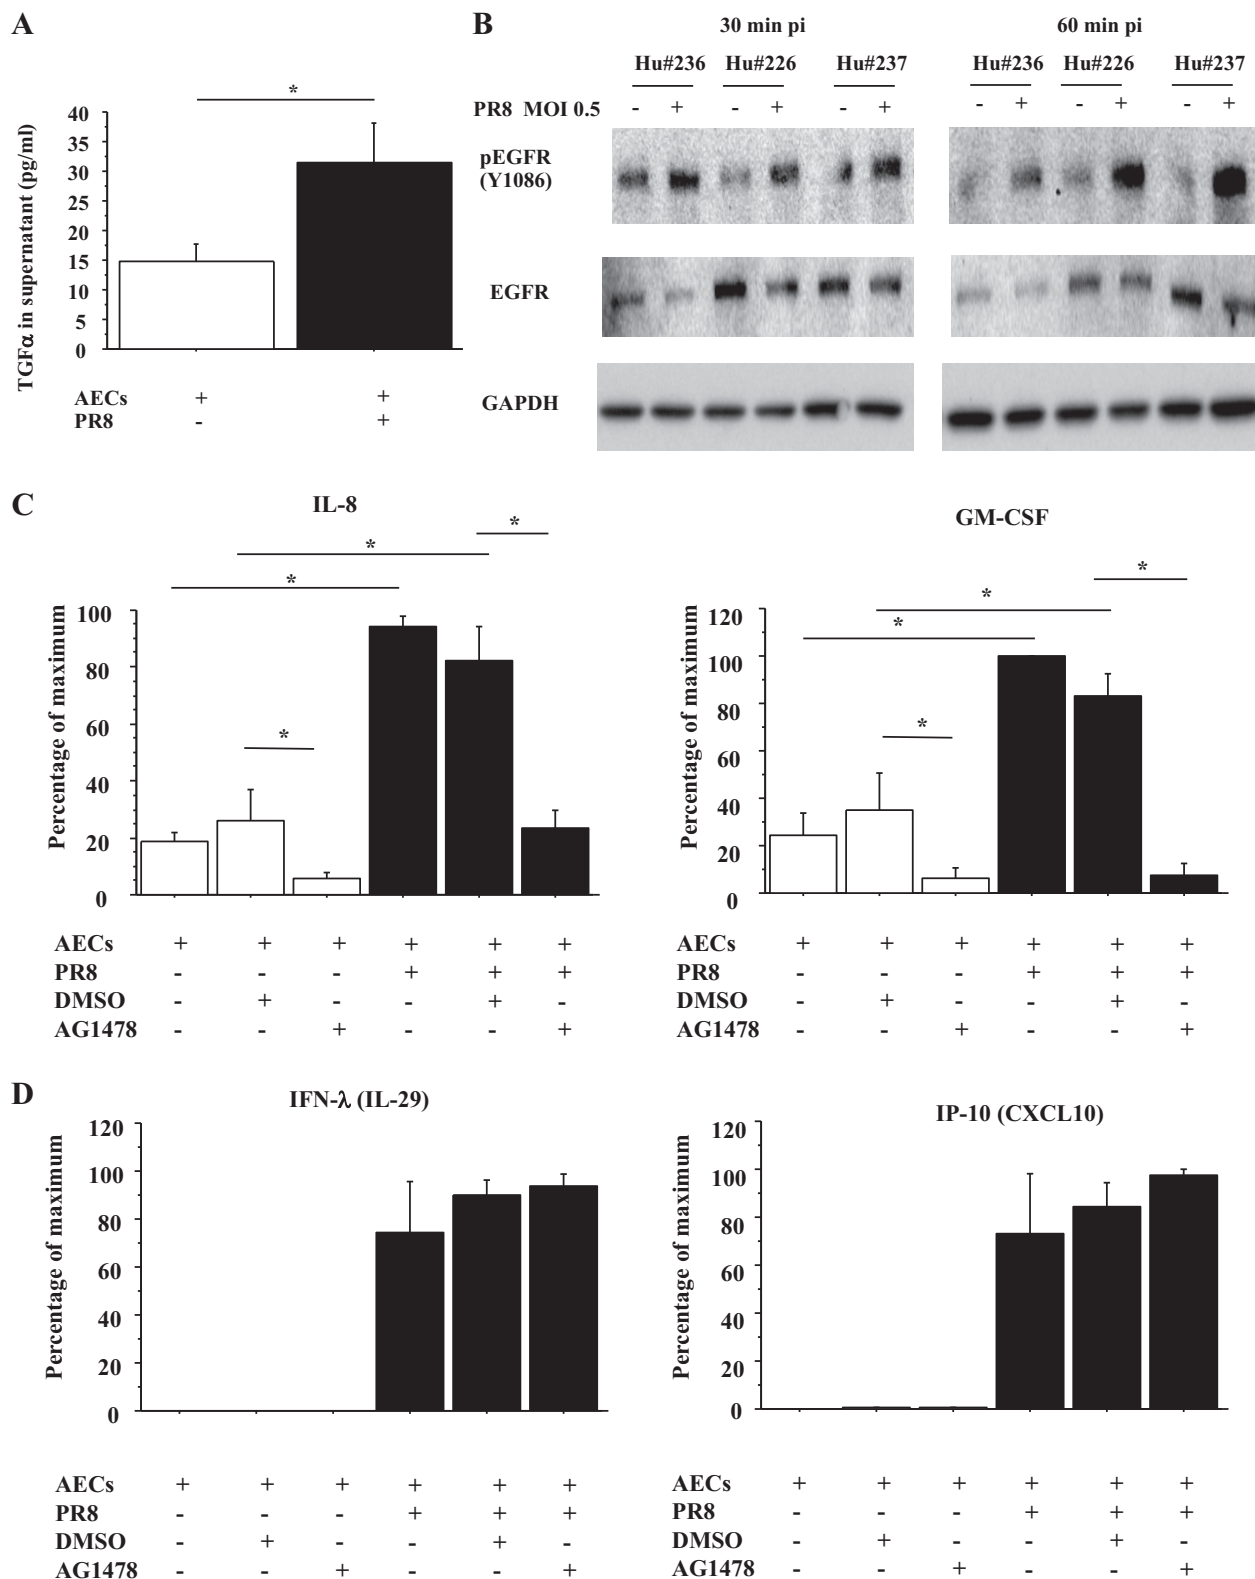 A
*
TGFα in supernatant (pg/ml)
40
35
30
25
20
15
10
5
0
AECs + +
PR8 - +
B
30 min pi 60 min pi
Hu#236 Hu#226 Hu#237 Hu#236 Hu#226 Hu#237
PR8 MOI 0.5 - + - + - + - + - + - +
pEGFR
(Y1086)
EGFR
GAPDH
C
IL-8
*
*
*
*
Percentage of maximum
100
80
60
40
20
0
AECs + + + + + +
PR8 - - - + + +
DMSO - + - - + -
AG1478 - - + - - +
GM-CSF
*
*
*
*
Percentage of maximum
120
100
80
60
40
20
0
AECs + + + + + +
PR8 - - - + + +
DMSO - + - - + -
AG1478 - - + - - +
D
IFN-λ (IL-29)
Percentage of maximum
120
100
80
60
40
20
0
AECs + + + + + +
PR8 - - - + + +
DMSO - + - - + -
AG1478 - - + - - +
IP-10 (CXCL10)
Percentage of maximum
120
100
80
60
40
20
0
AECs + + + + + +
PR8 - - - + + +
DMSO - + - - + -
AG1478 - - + - - +